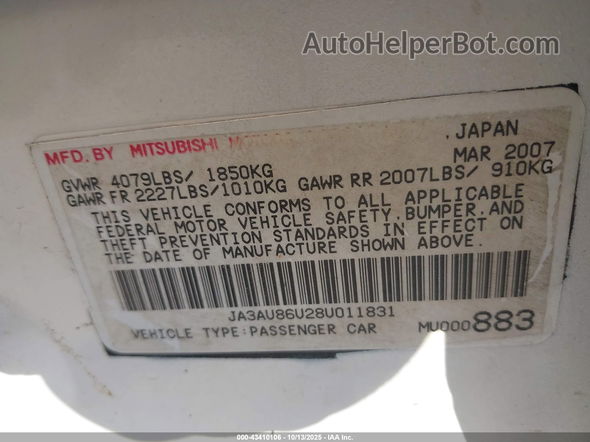 AutoHelperBot.com
MFD.BY MITSUBISHI , JAPAN
GVWR 4079LBS/ 1850KG MAR 2007
GAWR FR 2227LBS/1010KG GAWR RR 2007LBS/ 910KG
THIS VEHICLE CONFORMS TO ALL APPLICABLE
FEDERAL MOTOR VEHICLE SAFETY, BUMPER, AND
THEFT PREVENTION STANDARDS IN EFFECT ON
THE DATE OF MANUFACTURE SHOWN ABOVE.
JA3AU86U28U011831
VEHICLE TYPE:PASSENGER CAR MU000883
000-43410106 - 10/13/2025 - IAA Inc.